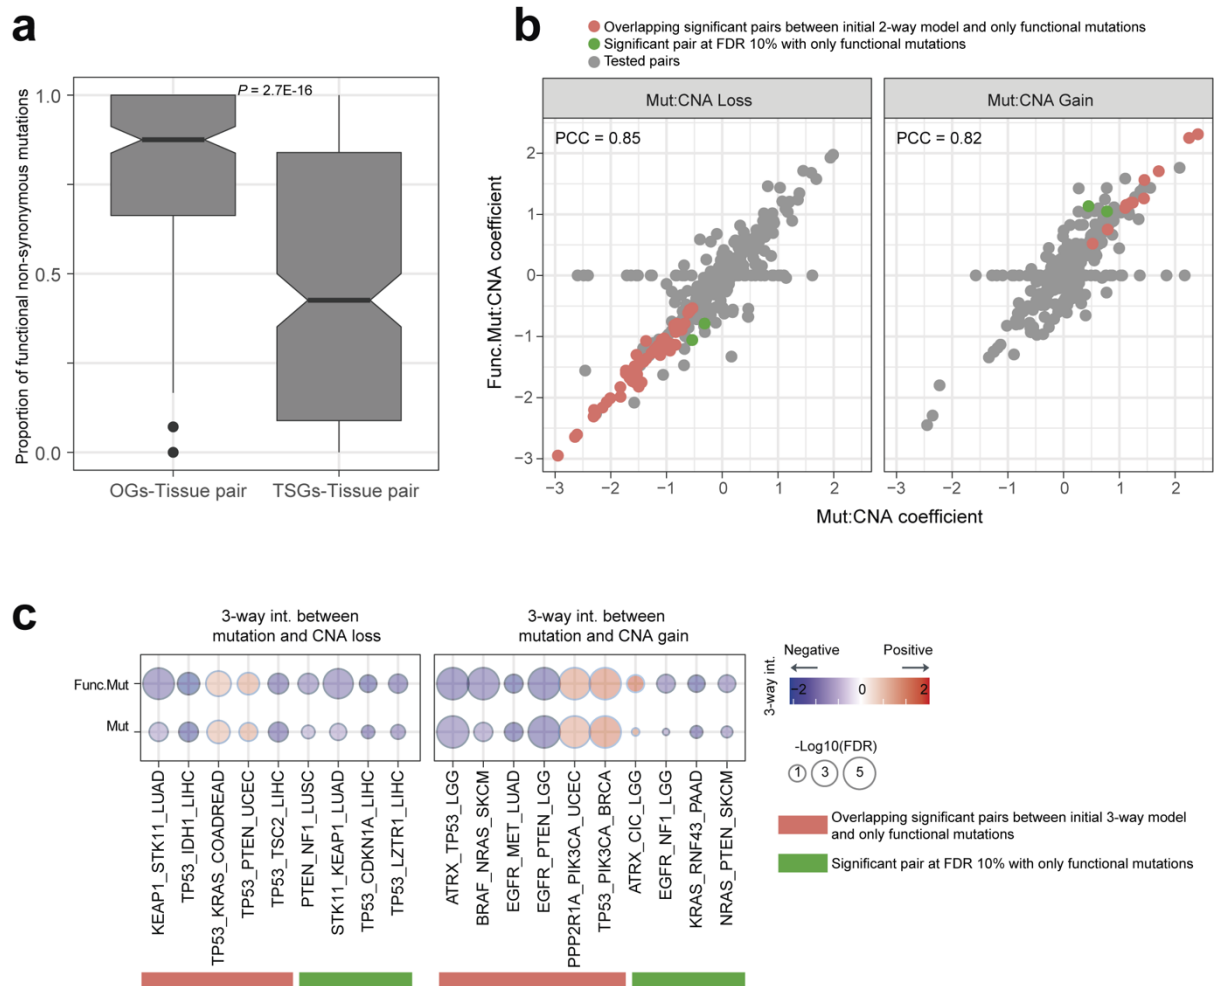 a
P = 2.7E-16
Proportion of functional non-synonymous mutations
1.0
0.5
0.0
OGs-Tissue pair
TSGs-Tissue pair
b
Overlapping significant pairs between initial 2-way model and only functional mutations
Significant pair at FDR 10% with only functional mutations
Tested pairs
Mut:CNA Loss
Mut:CNA Gain
PCC = 0.85
PCC = 0.82
Func.Mut:CNA coefficient
2
1
0
−1
−2
−3
−3 −2 −1 0 1 2
−3 −2 −1 0 1 2
Mut:CNA coefficient
c
3-way int. between
mutation and CNA loss
3-way int. between
mutation and CNA gain
Func.Mut
Mut
KEAP1_STK11_LUAD
TP53_IDH1_LIHC
TP53_KRAS_COADREAD
TP53_PTEN_UCEC
TP53_TSC2_LIHC
PTEN_NF1_LUSC
STK11_KEAP1_LUAD
TP53_CDKN1A_LIHC
TP53_LZTR1_LIHC
ATRX_TP53_LGG
BRAF_NRAS_SKCM
EGFR_MET_LUAD
EGFR_PTEN_LGG
PPP2R1A_PIK3CA_UCEC
TP53_PIK3CA_BRCA
ATRX_CIC_LGG
EGFR_NF1_LGG
KRAS_RNF43_PAAD
NRAS_PTEN_SKCM
Negative
Positive
3-way int.
-2 0 2
-Log10(FDR)
1 3 5
Overlapping significant pairs between initial 3-way model
and only functional mutations
Significant pair at FDR 10% with only functional mutations